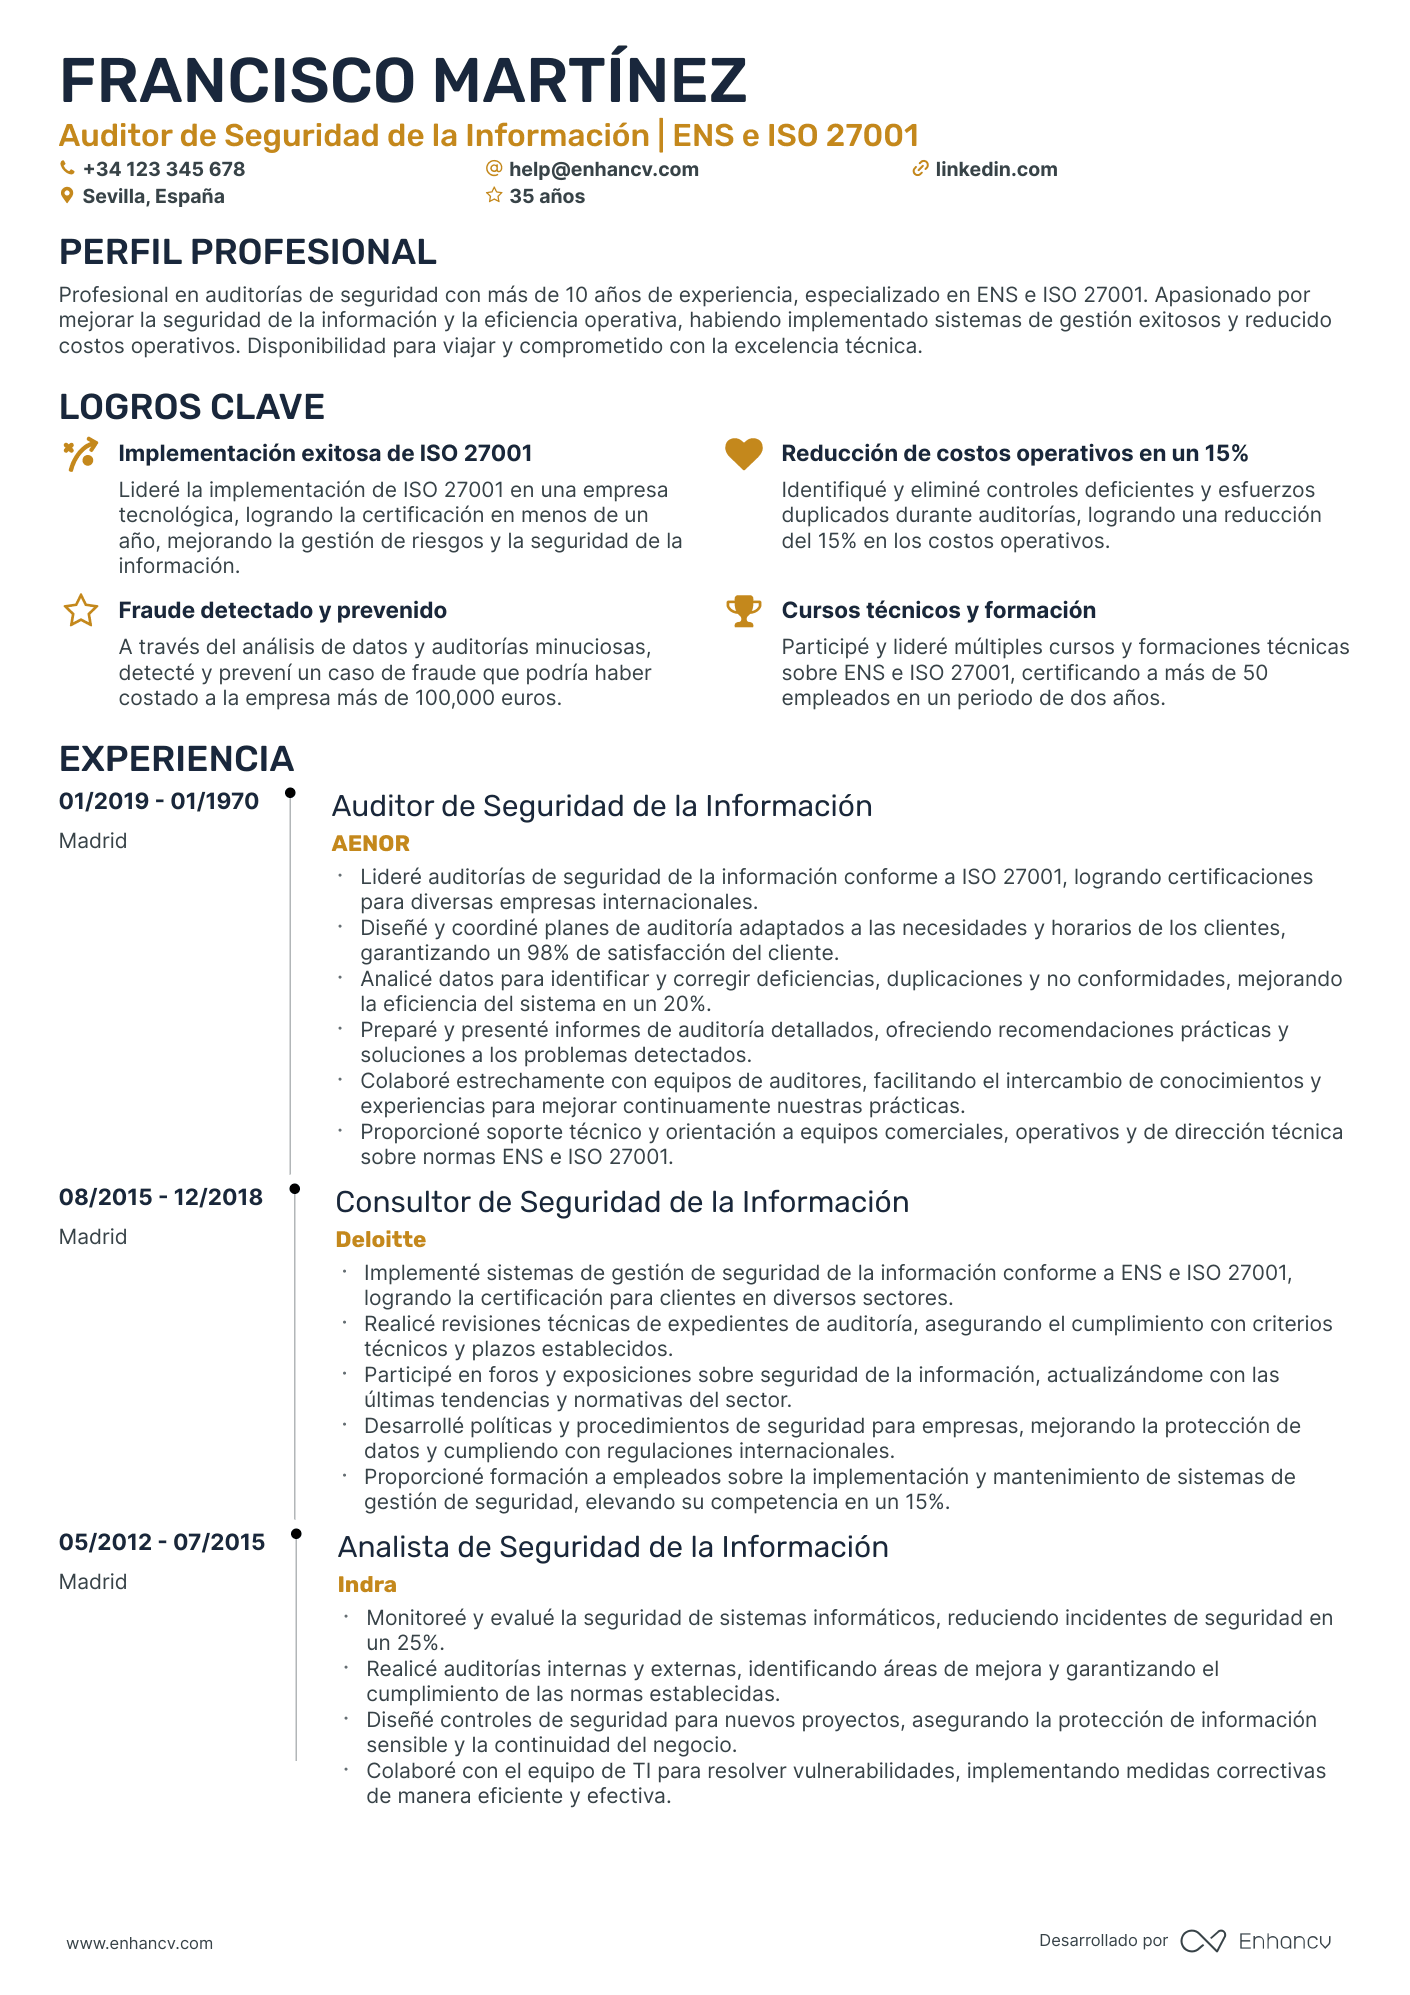 FRANCISCO MARTÍNEZ
Auditor de Seguridad de la Información | ENS e ISO 27001
+34 123 345 678
help@enhancv.com
linkedin.com
Sevilla, España
35 años
PERFIL PROFESIONAL
Profesional en auditorías de seguridad con más de 10 años de experiencia, especializado en ENS e ISO 27001. Apasionado por
mejorar la seguridad de la información y la eficiencia operativa, habiendo implementado sistemas de gestión exitosos y reducido
costos operativos. Disponibilidad para viajar y comprometido con la excelencia técnica.
LOGROS CLAVE
Implementación exitosa de ISO 27001
Lideré la implementación de ISO 27001 en una empresa
tecnológica, logrando la certificación en menos de un
año, mejorando la gestión de riesgos y la seguridad de la
información.
Reducción de costos operativos en un 15%
Identifiqué y eliminé controles deficientes y esfuerzos
duplicados durante auditorías, logrando una reducción
del 15% en los costos operativos.
Fraude detectado y prevenido
A través del análisis de datos y auditorías minuciosas,
detecté y prevení un caso de fraude que podría haber
costado a la empresa más de 100,000 euros.
Cursos técnicos y formación
Participé y lideré múltiples cursos y formaciones técnicas
sobre ENS e ISO 27001, certificando a más de 50
empleados en un periodo de dos años.
EXPERIENCIA
01/2019 - 01/1970
Madrid
Auditor de Seguridad de la Información
AENOR
· Lideré auditorías de seguridad de la información conforme a ISO 27001, logrando certificaciones
para diversas empresas internacionales.
· Diseñé y coordiné planes de auditoría adaptados a las necesidades y horarios de los clientes,
garantizando un 98% de satisfacción del cliente.
· Analicé datos para identificar y corregir deficiencias, duplicaciones y no conformidades, mejorando
la eficiencia del sistema en un 20%.
· Preparé y presenté informes de auditoría detallados, ofreciendo recomendaciones prácticas y
soluciones a los problemas detectados.
· Colaboré estrechamente con equipos de auditores, facilitando el intercambio de conocimientos y
experiencias para mejorar continuamente nuestras prácticas.
· Proporcioné soporte técnico y orientación a equipos comerciales, operativos y de dirección técnica
sobre normas ENS e ISO 27001.
08/2015 - 12/2018
Madrid
Consultor de Seguridad de la Información
Deloitte
· Implementé sistemas de gestión de seguridad de la información conforme a ENS e ISO 27001,
logrando la certificación para clientes en diversos sectores.
· Realicé revisiones técnicas de expedientes de auditoría, asegurando el cumplimiento con criterios
técnicos y plazos establecidos.
· Participé en foros y exposiciones sobre seguridad de la información, actualizándome con las
últimas tendencias y normativas del sector.
· Desarrollé políticas y procedimientos de seguridad para empresas, mejorando la protección de
datos y cumpliendo con regulaciones internacionales.
· Proporcioné formación a empleados sobre la implementación y mantenimiento de sistemas de
gestión de seguridad, elevando su competencia en un 15%.
05/2012 - 07/2015
Madrid
Analista de Seguridad de la Información
Indra
· Monitoreé y evalué la seguridad de sistemas informáticos, reduciendo incidentes de seguridad en
un 25%.
· Realicé auditorías internas y externas, identificando áreas de mejora y garantizando el
cumplimiento de las normas establecidas.
· Diseñé controles de seguridad para nuevos proyectos, asegurando la protección de información
sensible y la continuidad del negocio.
· Colaboré con el equipo de TI para resolver vulnerabilidades, implementando medidas correctivas
de manera eficiente y efectiva.
www.enhancv.com
Desarrollado por Enhancv